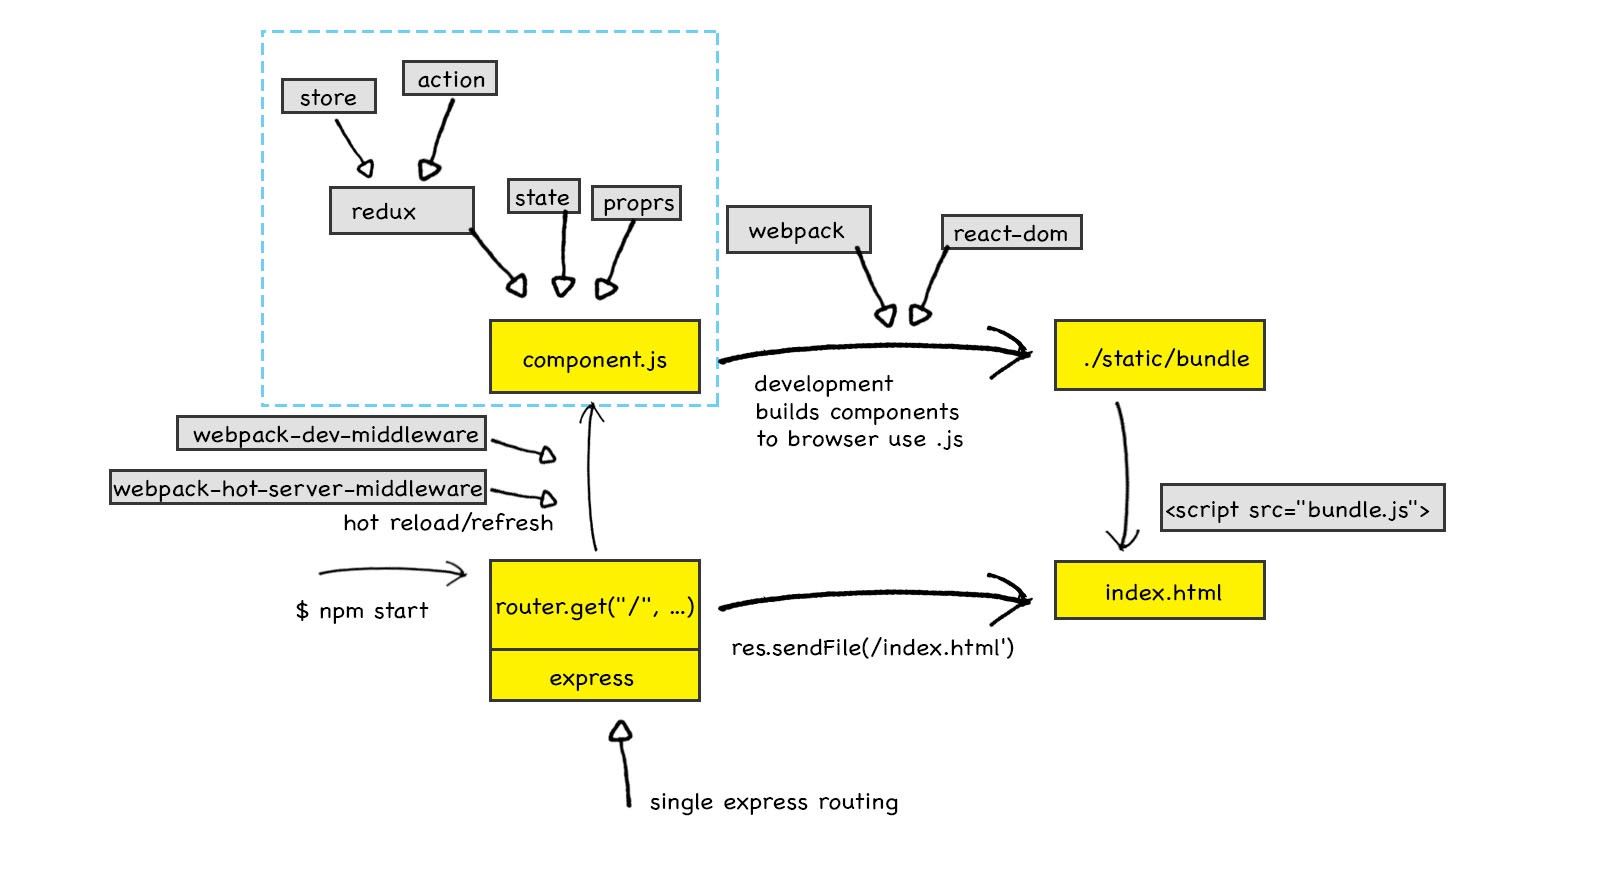 action
store
redux
state
proprs
webpack
react-dom
component.js
./static/bundle
development
builds components
to browser use .js
webpack-dev-middleware
webpack-hot-server-middleware
hot reload/refresh
<script src="bundle.js">
$ npm start
router.get("/", ...)
index.html
res.sendFile(/index.html')
express
single express routing